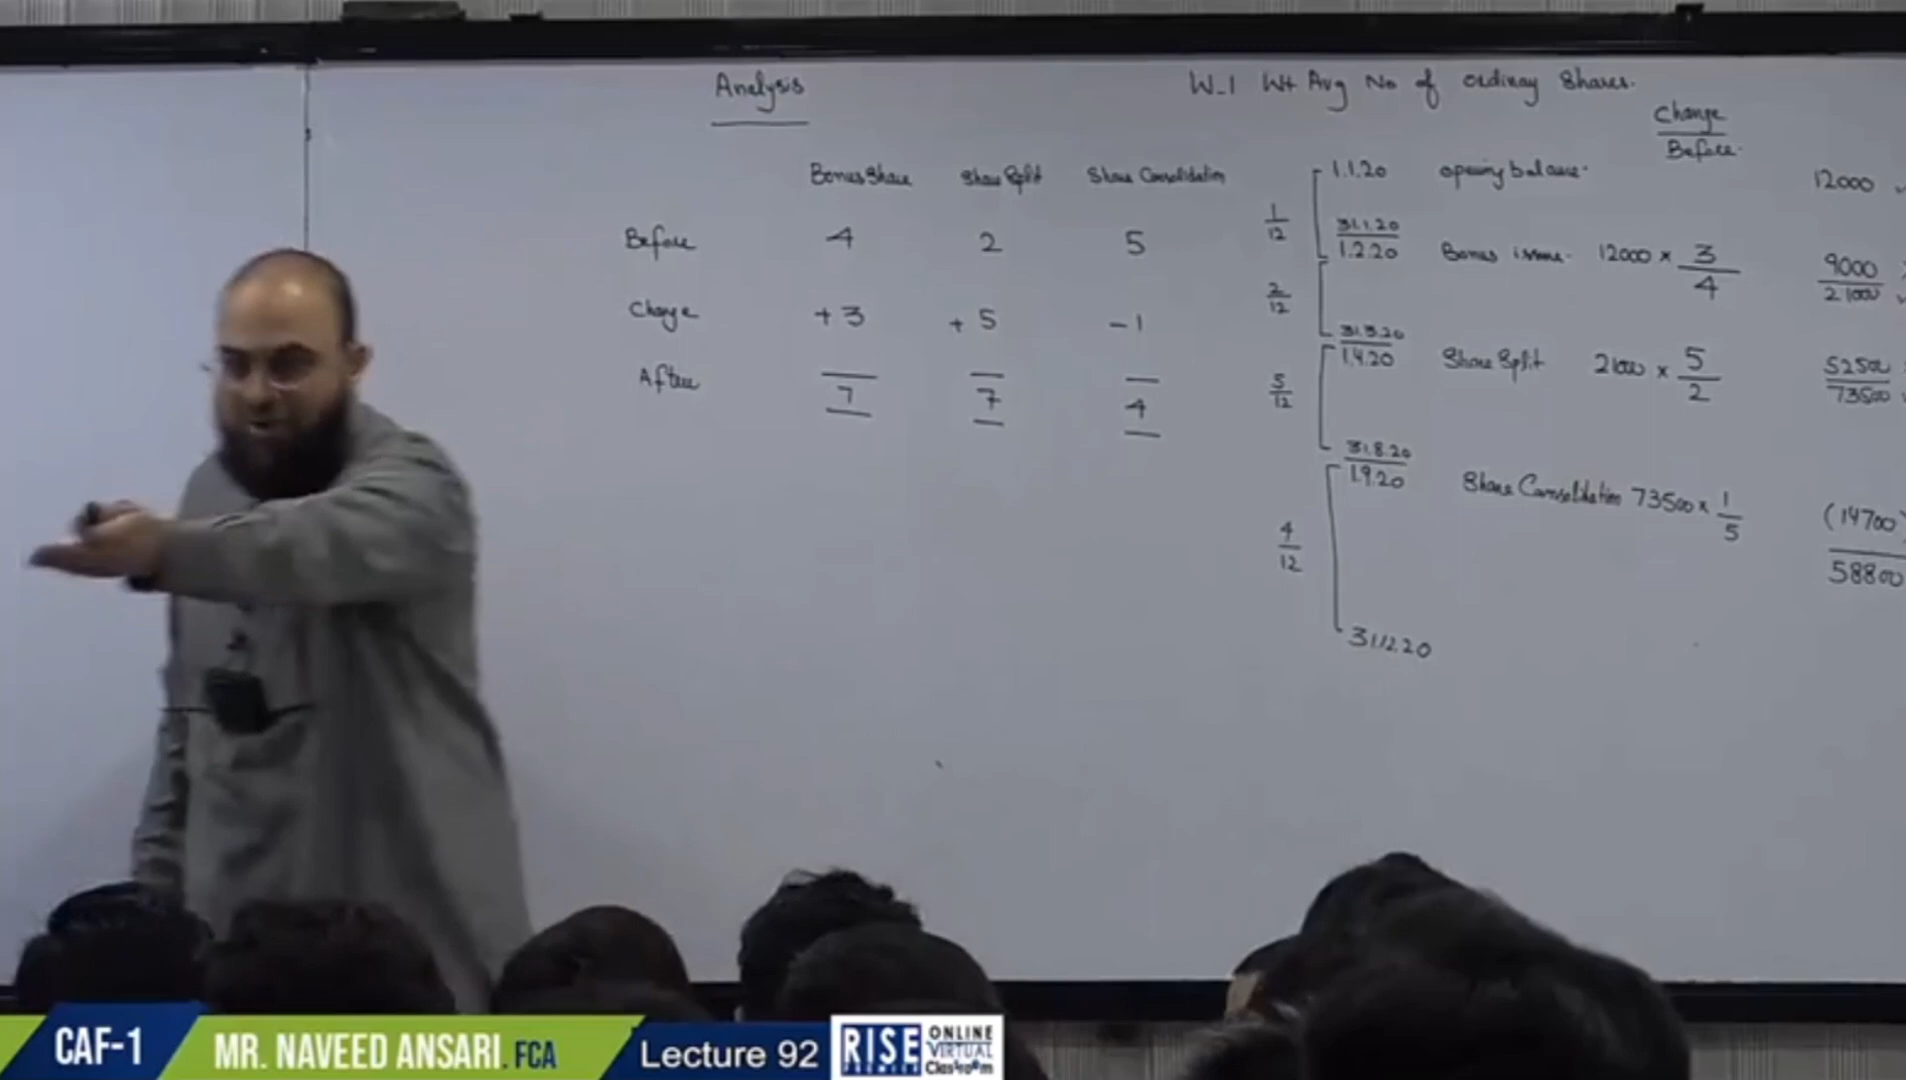 Analysis
Bonus Share Share Split Share Consolidation
Before 4 2 5
Change +3 +5 -1
After 7 7 4
W-1 Wt Avg No of ordinay Shares.
Change
Before
1.1.20 opening balance. 12000
1/12
31.1.20
1.2.20 Bonus issue. 12000 × 3/4 9000
21000
2/12
31.3.20
1.4.20 Share Split 21000 × 5/2 52500
73500
5/12
31.8.20
1.9.20 Share Consolidation 73500 × 1/5 (14700)
58800
4/12
31.12.20
CAF-1
MR. NAVEED ANSARI. FCA
Lecture 92
RISE
PREMIER
ONLINE
VIRTUAL
Classroom